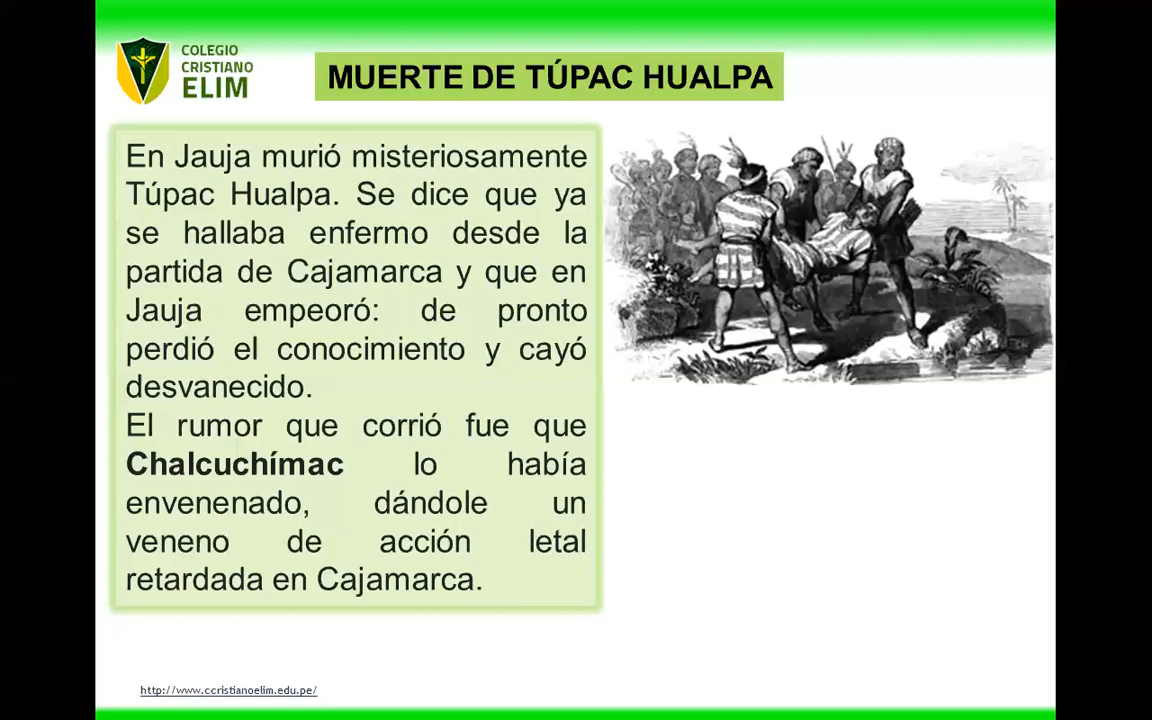 COLEGIO
CRISTIANO
ELIM
MUERTE DE TÚPAC HUALPA
En Jauja murió misteriosamente
Túpac Hualpa. Se dice que ya
se hallaba enfermo desde la
partida de Cajamarca y que en
Jauja empeoró: de pronto
perdió el conocimiento y cayó
desvanecido.
El rumor que corrió fue que
Chalcuchímac lo había
envenenado, dándole un
veneno de acción letal
retardada en Cajamarca.
http://www.ccristianoelim.edu.pe/